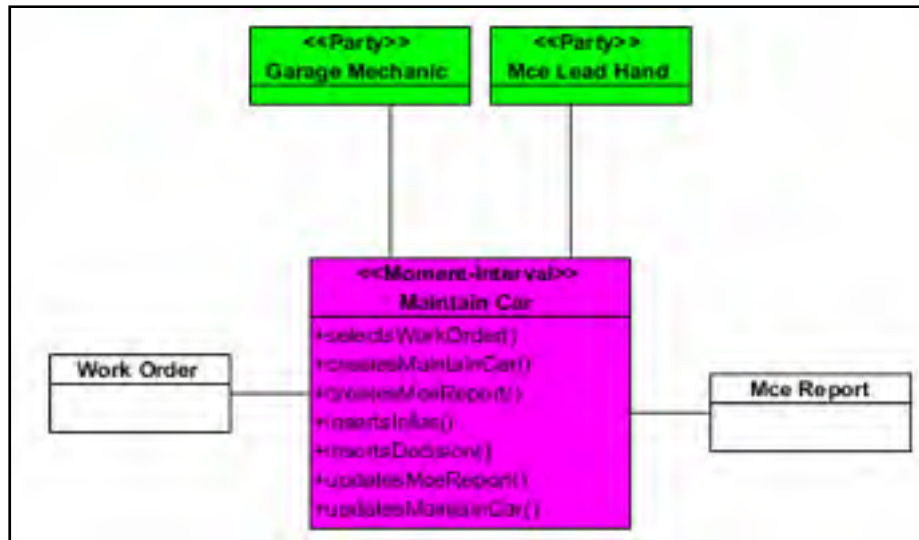 <<Party>>
Garage Mechanic
<<Party>>
Mce Lead Hand
<<Moment-Interval>>
Maintain Car
+selectsWorkOrder()
+createsMaintainCar()
+createsMceReport()
+insertsInfos()
+insertsDecision()
+updatesMceReport()
+updatesMaintainCar()
Work Order
Mce Report